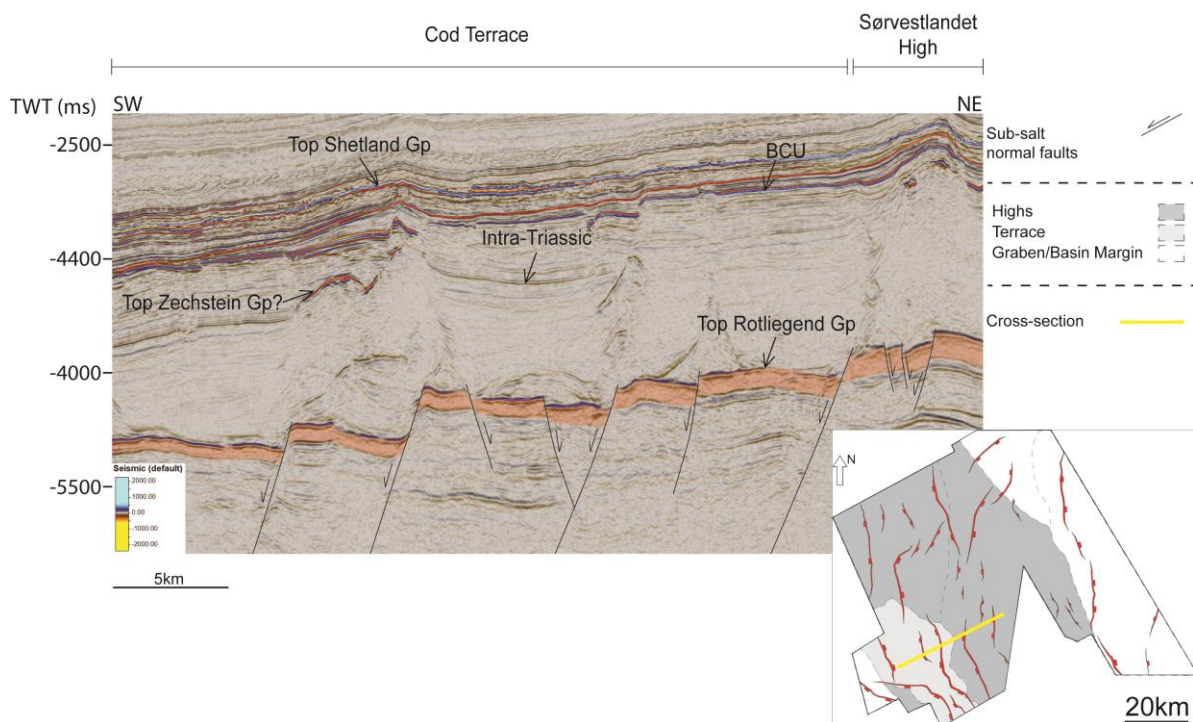 Cod Terrace
Sørvestlandet
High
TWT (ms)
SW
NE
-2500
Top Shetland Gp
BCU
Sub-salt
normal faults
Highs
Terrace
Graben/Basin Margin
-4400
Intra-Triassic
Top Zechstein Gp?
Cross-section
Top Rotliegend Gp
-4000
-5500
Seismic (default)
2000.00
1000.00
0.00
-1000.00
-2000.00
5km
N
20km